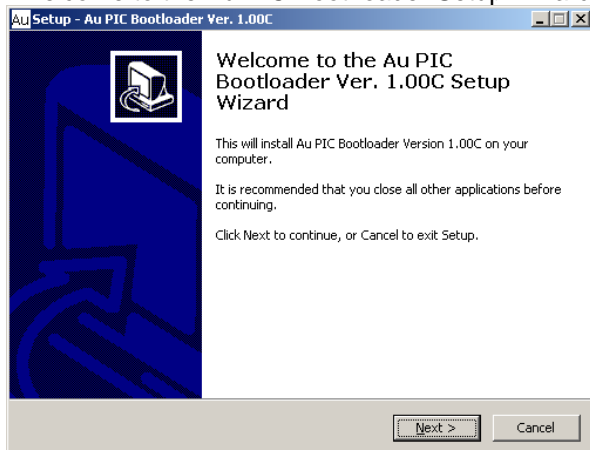 Au Setup - Au PIC Bootloader Ver. 1.00C
Welcome to the Au PIC
Bootloader Ver. 1.00C Setup
Wizard
This will install Au PIC Bootloader Version 1.00C on your
computer.
It is recommended that you close all other applications before
continuing.
Click Next to continue, or Cancel to exit Setup.
Next > Cancel